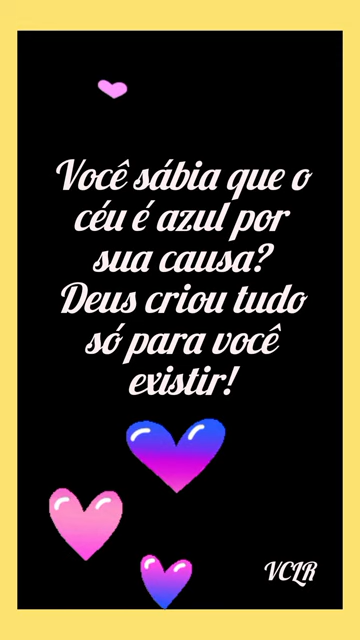 Você sábia que o
céu é azul por
sua causa?
Deus criou tudo
só para você
existir!
VCLR